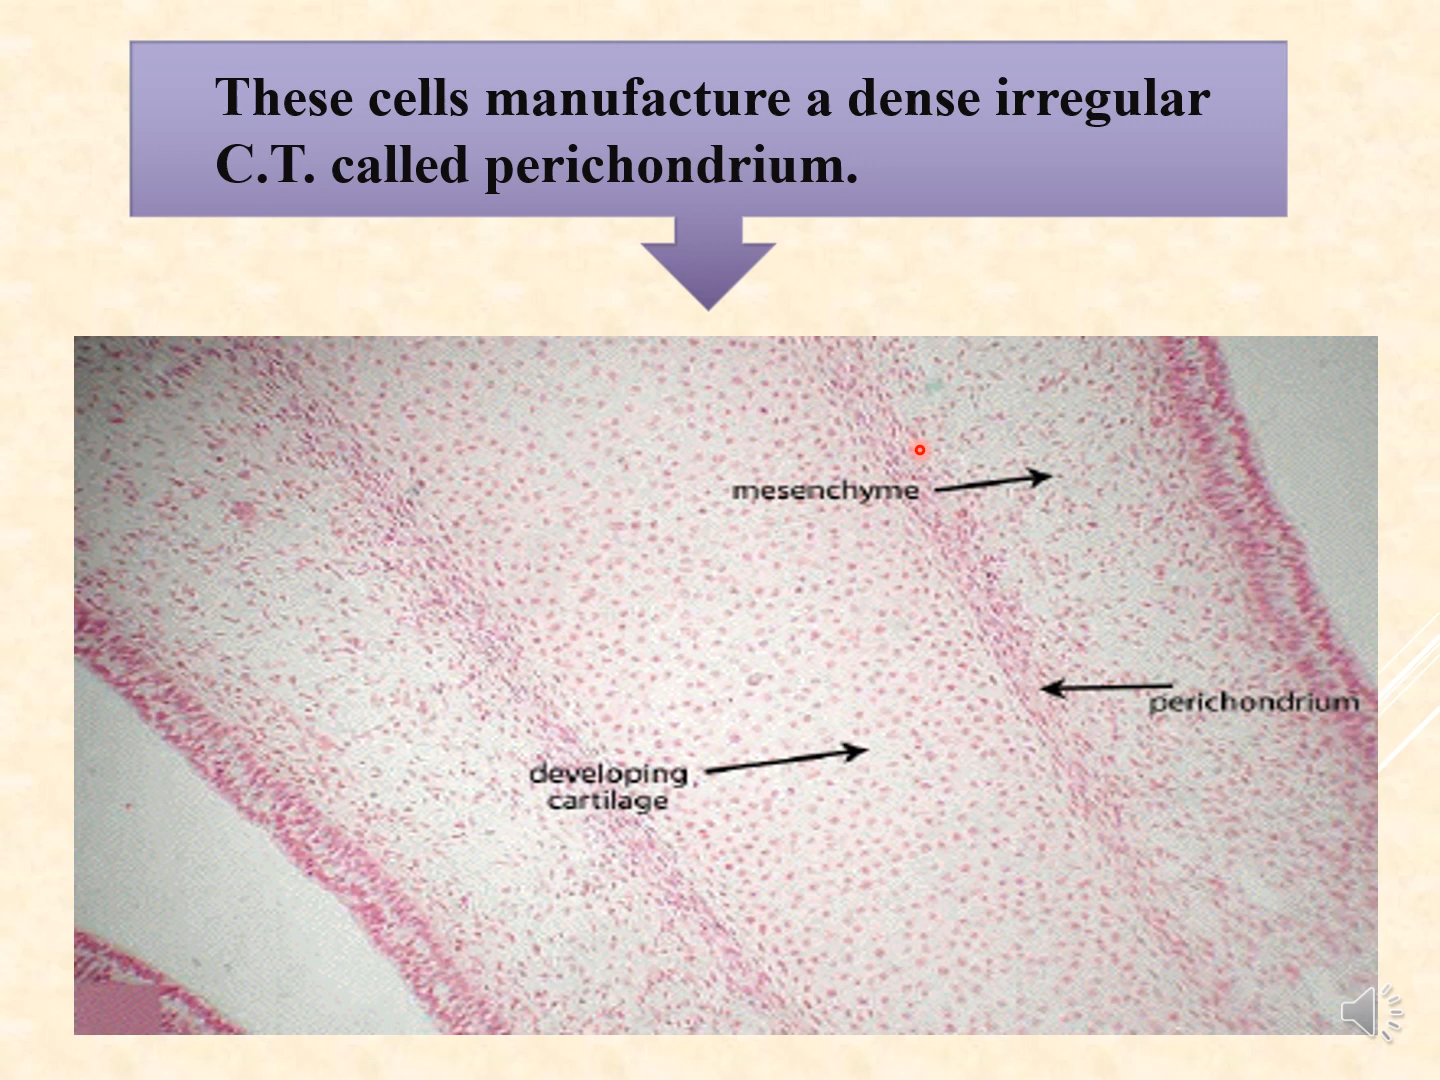 These cells manufacture a dense irregular
C.T. called perichondrium.
mesenchyme
perichondrium
developing
cartilage